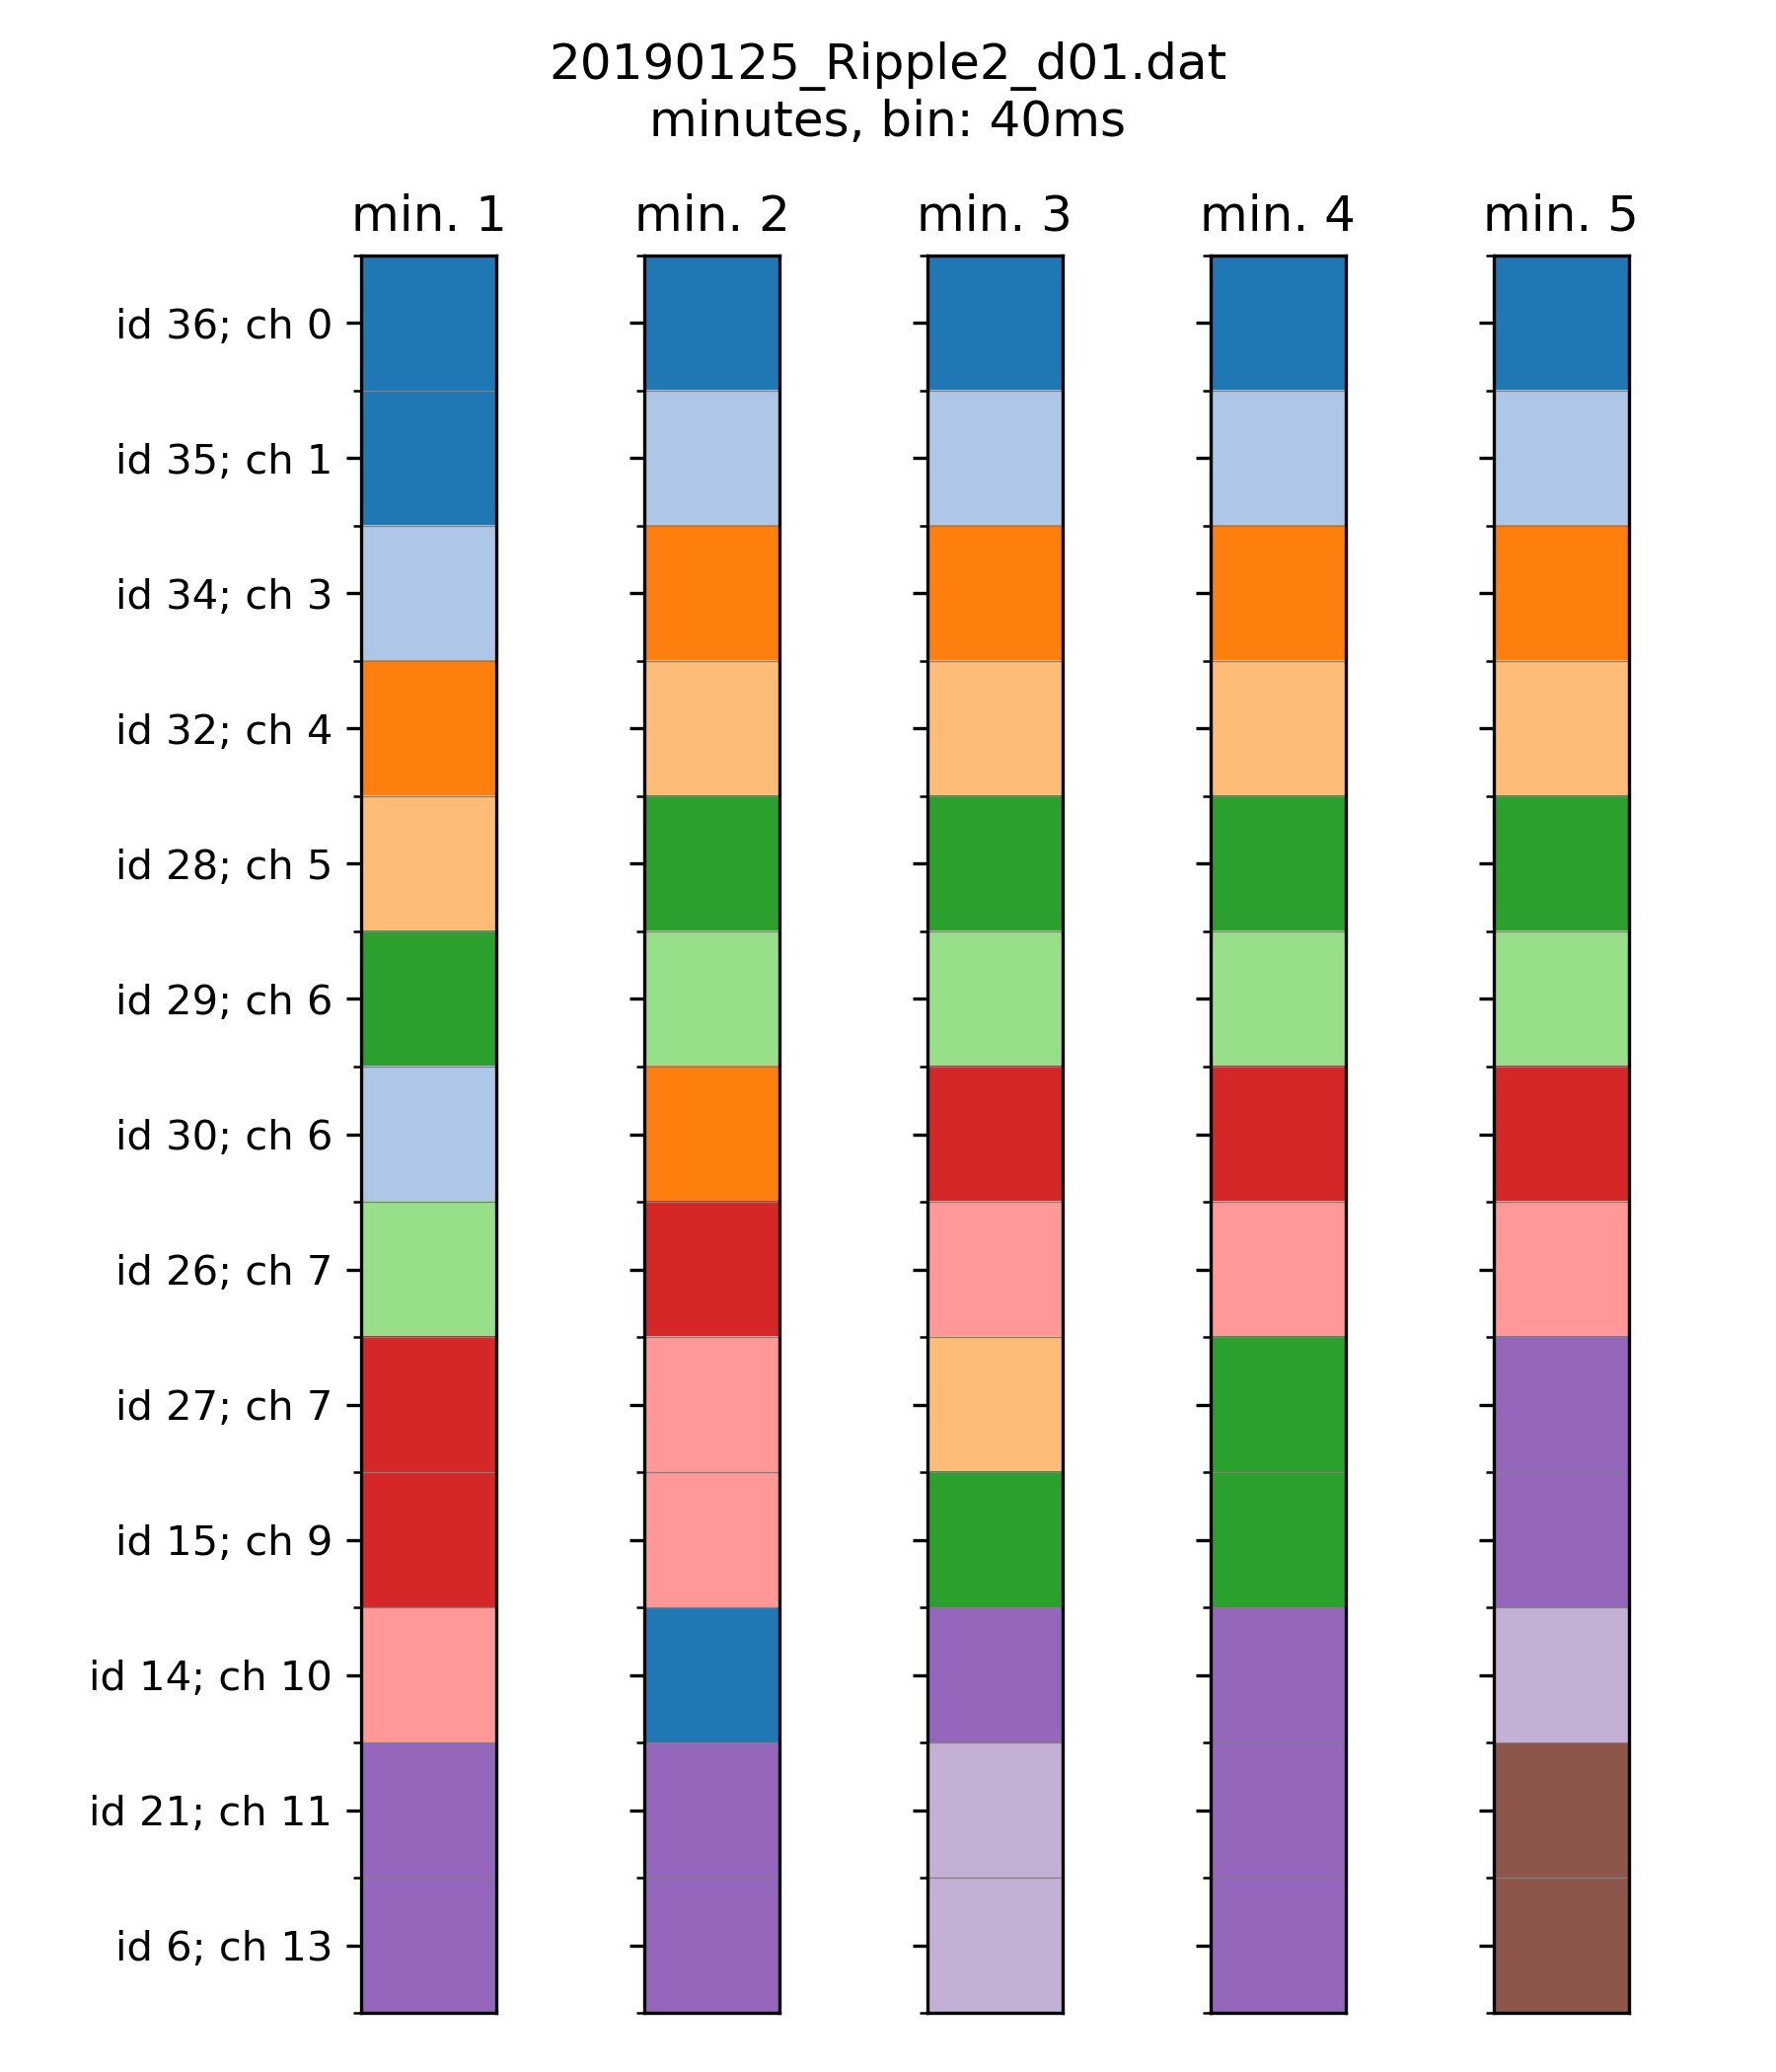 20190125_Ripple2_d01.dat
minutes, bin: 40ms
min. 1 min. 2 min. 3 min. 4 min. 5
id 36; ch 0
id 35; ch 1
id 34; ch 3
id 32; ch 4
id 28; ch 5
id 29; ch 6
id 30; ch 6
id 26; ch 7
id 27; ch 7
id 15; ch 9
id 14; ch 10
id 21; ch 11
id 6; ch 13